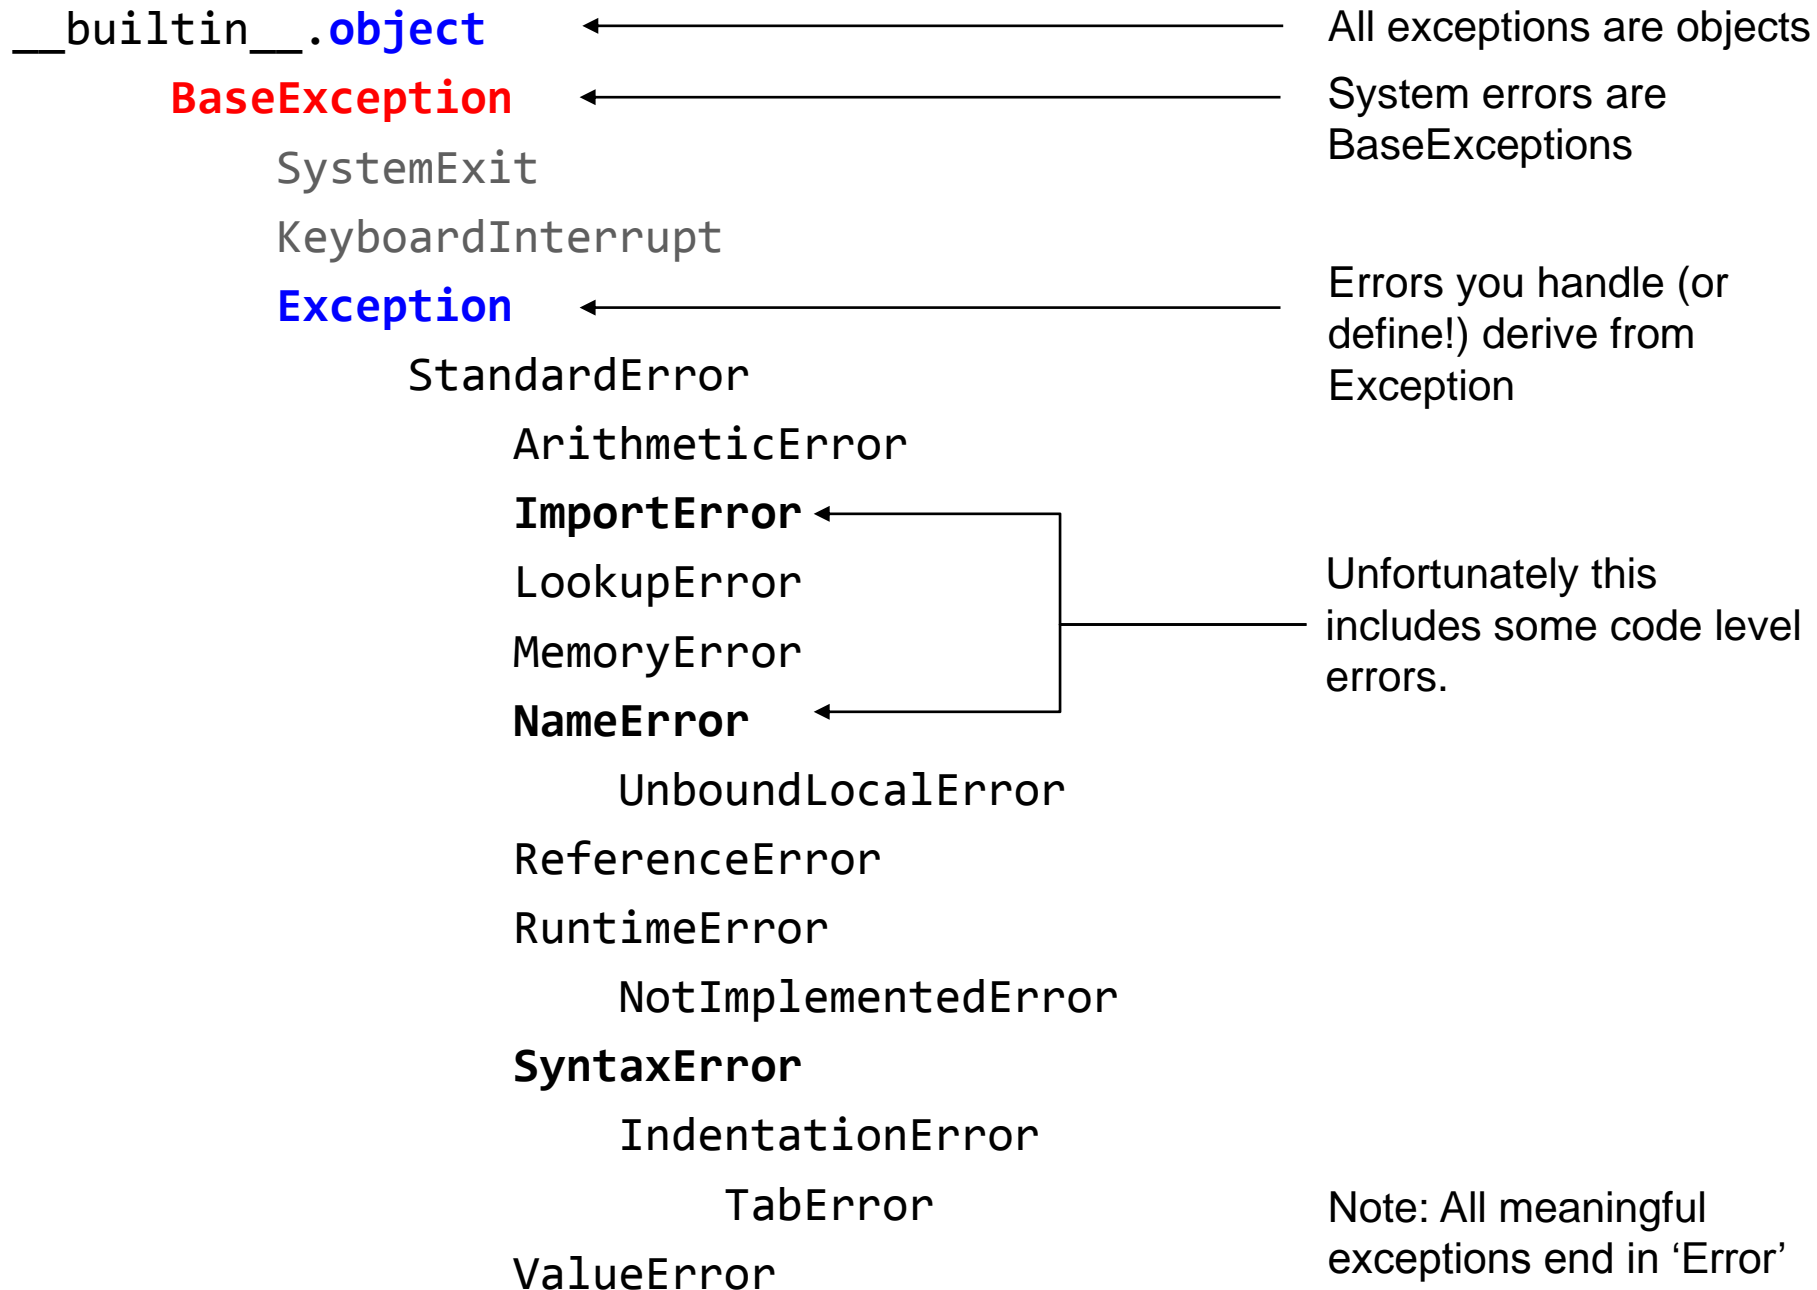 __builtin__.object
All exceptions are objects
BaseException
System errors are
BaseExceptions
SystemExit
KeyboardInterrupt
Exception
Errors you handle (or
define!) derive from
Exception
StandardError
ArithmeticError
ImportError
LookupError
MemoryError
NameError
Unfortunately this
includes some code level
errors.
UnboundLocalError
ReferenceError
RuntimeError
NotImplementedError
SyntaxError
IndentationError
TabError
ValueError
Note: All meaningful
exceptions end in ‘Error’